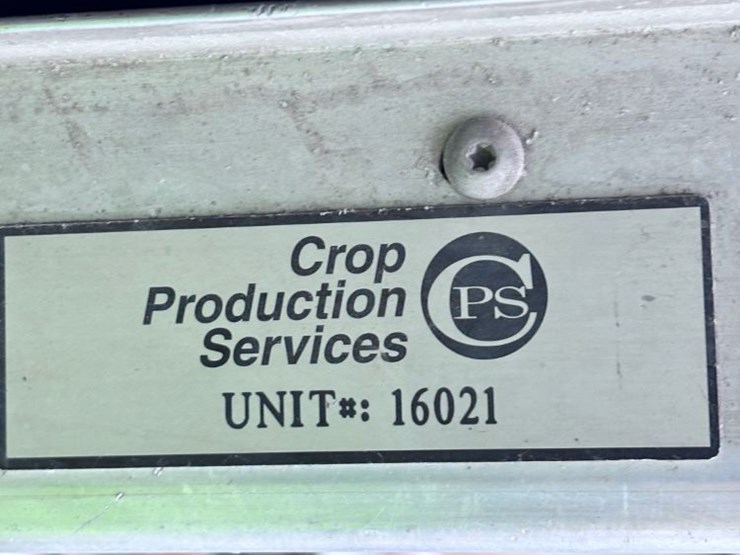 Crop
Production
Services
CPS
UNIT#: 16021